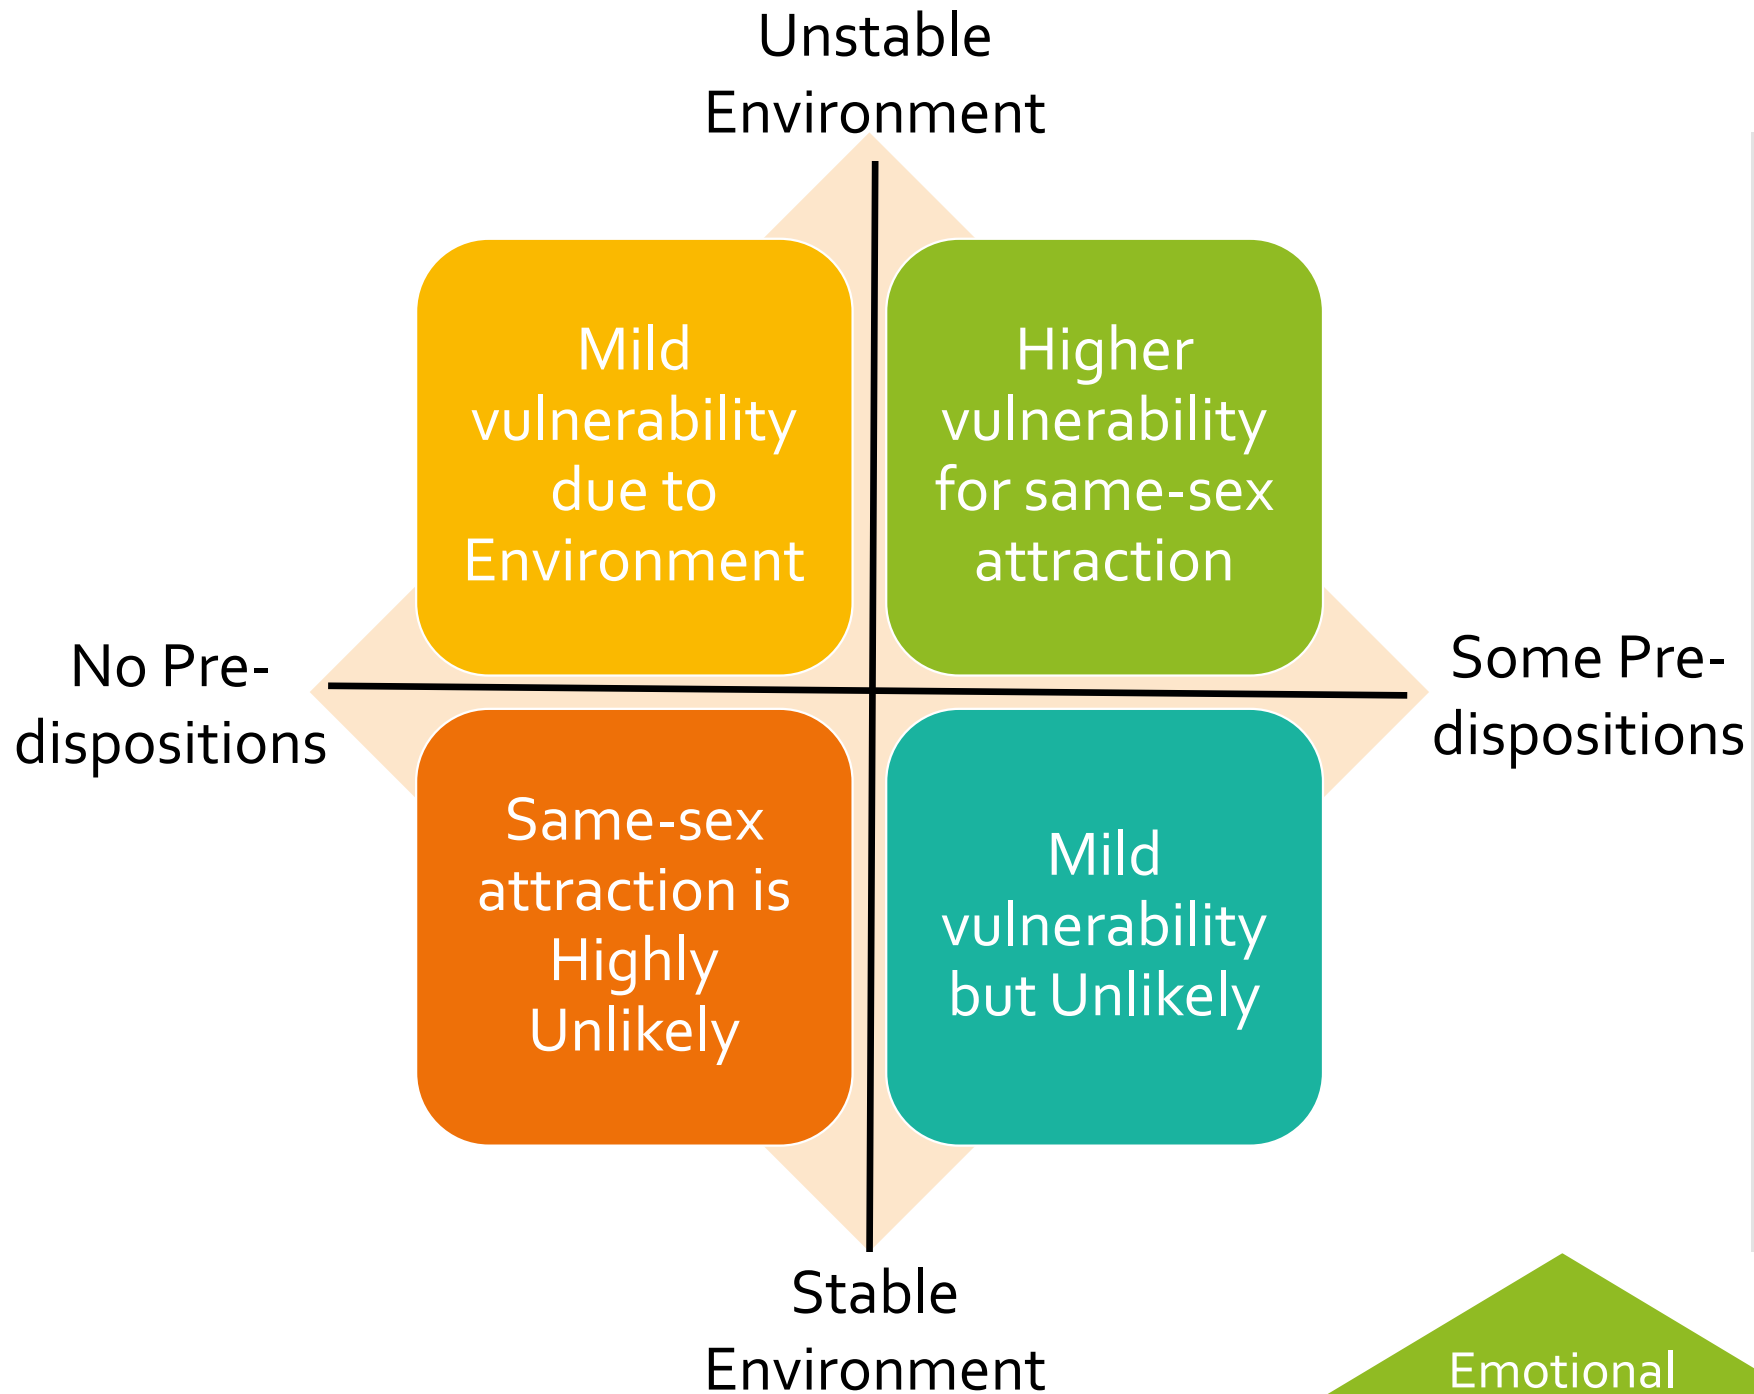 Unstable
Environment
Mild
vulnerability
due to
Environment
Higher
vulnerability
for same-sex
attraction
No Pre-
dispositions
Some Pre-
dispositions
Same-sex
attraction is
Highly
Unlikely
Mild
vulnerability
but Unlikely
Stable
Environment
Emotional